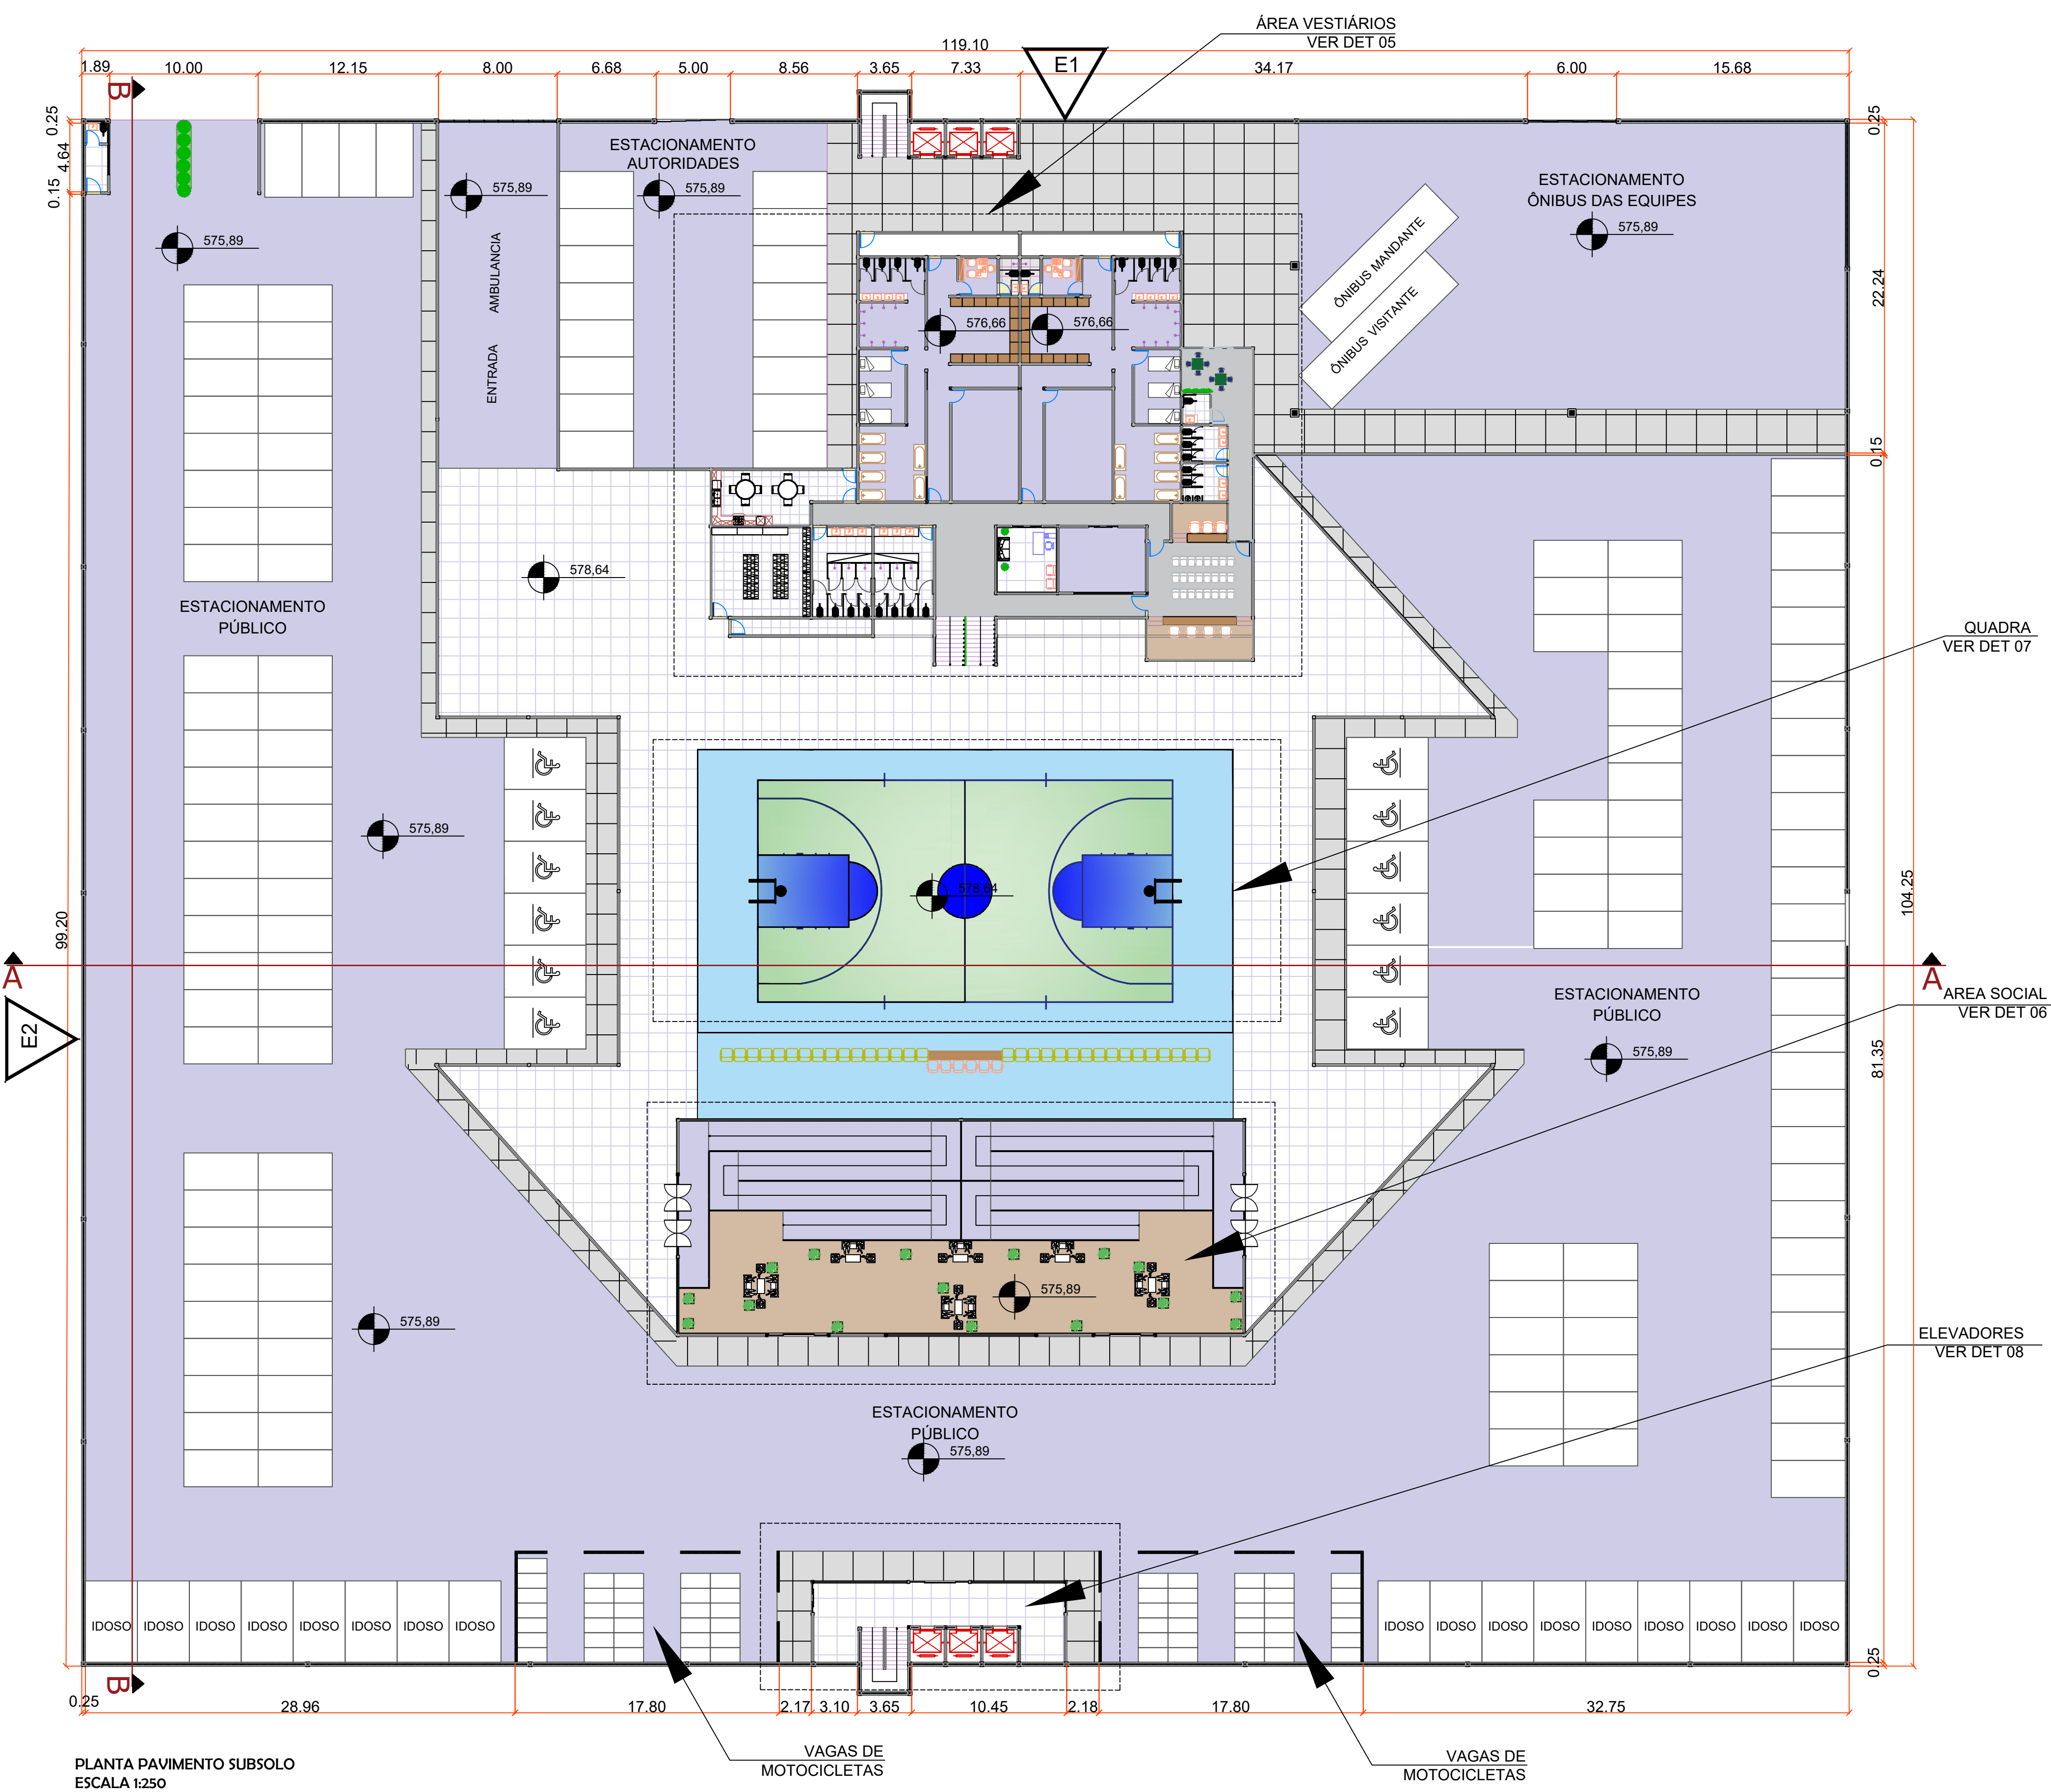 ÁREA VESTIÁRIOS
VER DET 05
119.10
E1
1.89
10.00
12.15
8.00
6.68
5.00
8.56
3.65
7.33
34.17
6.00
15.68
B
0.25
4.64
0.15
0.25
22.24
0.15
ESTACIONAMENTO
AUTORIDADES
575,89
575,89
575,89
ENTRADA AMBULANCIA
ESTACIONAMENTO
ÔNIBUS DAS EQUIPES
575,89
ÔNIBUS MANDANTE
ÔNIBUS VISITANTE
576,66
576,66
578,64
ESTACIONAMENTO
PÚBLICO
QUADRA
VER DET 07
575,89
578,64
99.20
104.25
A
A
E2
ESTACIONAMENTO
PÚBLICO
575,89
AREA SOCIAL
VER DET 06
81.35
575,89
575,89
ELEVADORES
VER DET 08
ESTACIONAMENTO
PÚBLICO
575,89
IDOSO IDOSO IDOSO IDOSO IDOSO IDOSO IDOSO IDOSO
IDOSO IDOSO IDOSO IDOSO IDOSO IDOSO IDOSO IDOSO IDOSO
B
0.25
0.25
28.96
17.80
2.17
3.10
3.65
10.45
2.18
17.80
32.75
VAGAS DE
MOTOCICLETAS
VAGAS DE
MOTOCICLETAS
PLANTA PAVIMENTO SUBSOLO
ESCALA 1:250